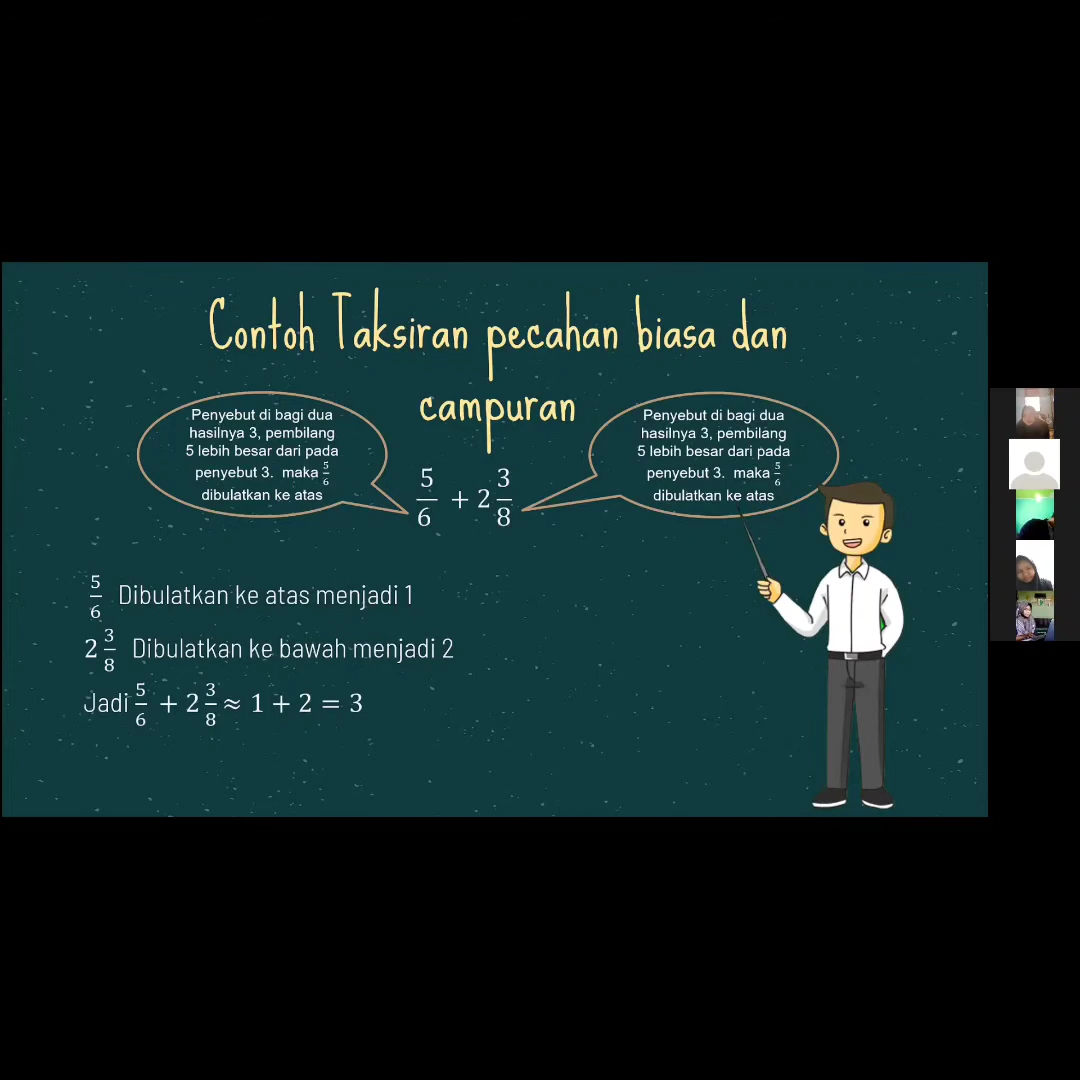 Contoh Taksiran pecahan biasa dan
campuran
Penyebut di bagi dua
hasilnya 3, pembilang
5 lebih besar dari pada
penyebut 3. maka 5/6
dibulatkan ke atas
5/6 + 2 3/8
Penyebut di bagi dua
hasilnya 3, pembilang
5 lebih besar dari pada
penyebut 3. maka 5/6
dibulatkan ke atas
5/6 Dibulatkan ke atas menjadi 1
2 3/8 Dibulatkan ke bawah menjadi 2
Jadi 5/6 + 2 3/8 ≈ 1 + 2 = 3